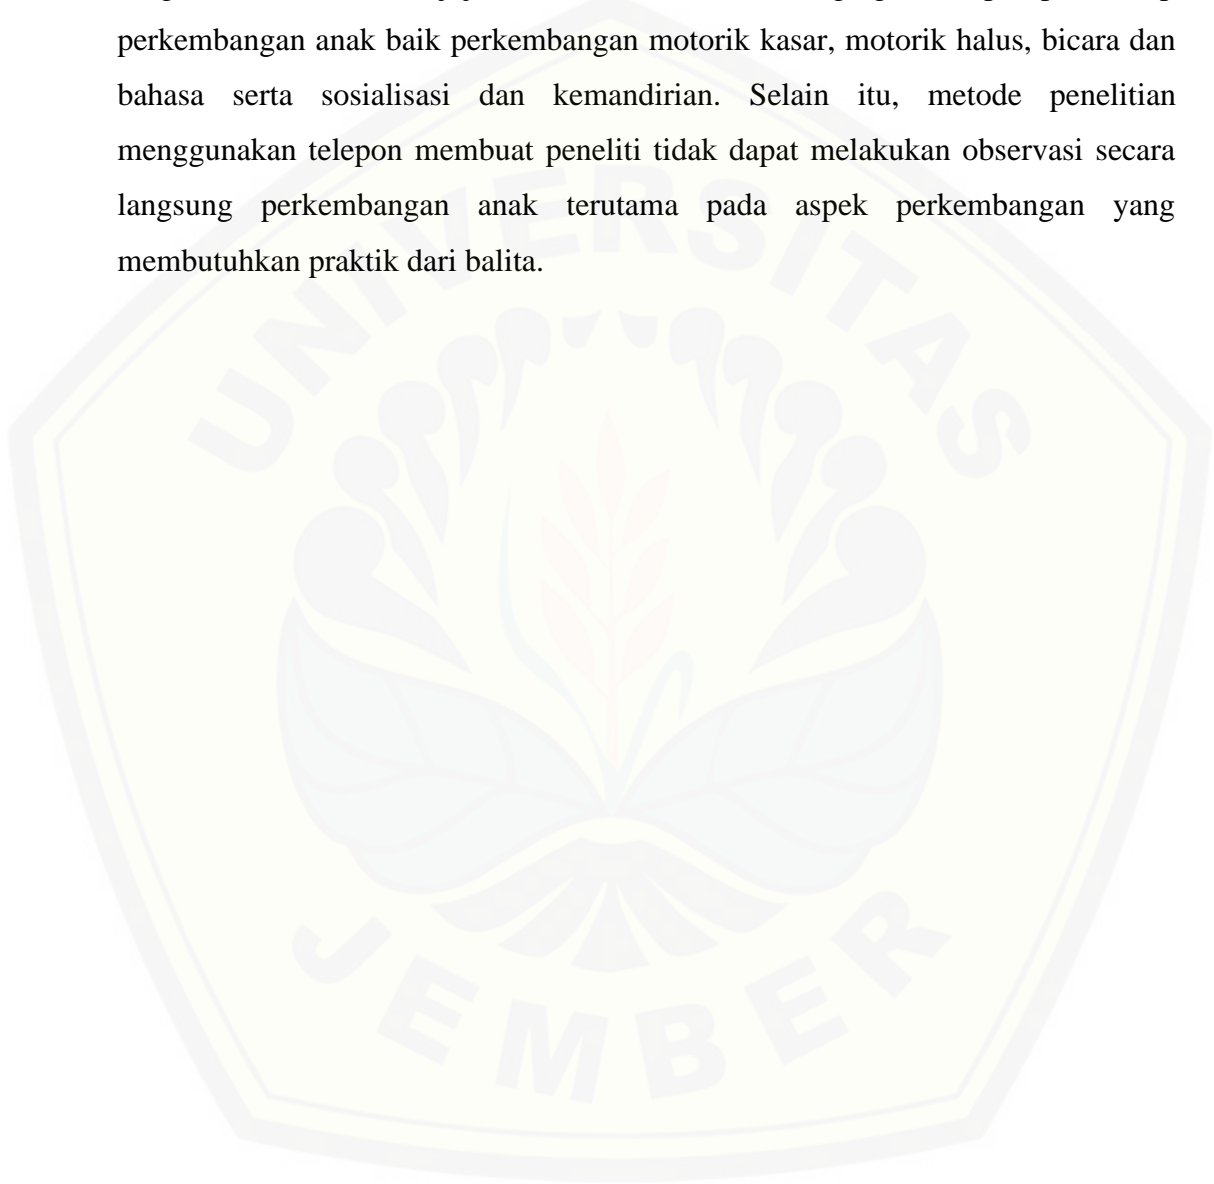 perkembangan anak baik perkembangan motorik kasar, motorik halus, bicara dan
bahasa serta sosialisasi dan kemandirian. Selain itu, metode penelitian
menggunakan telepon membuat peneliti tidak dapat melakukan observasi secara
langsung perkembangan anak terutama pada aspek perkembangan yang
membutuhkan praktik dari balita.
UNIVERSITAS
JEMBER